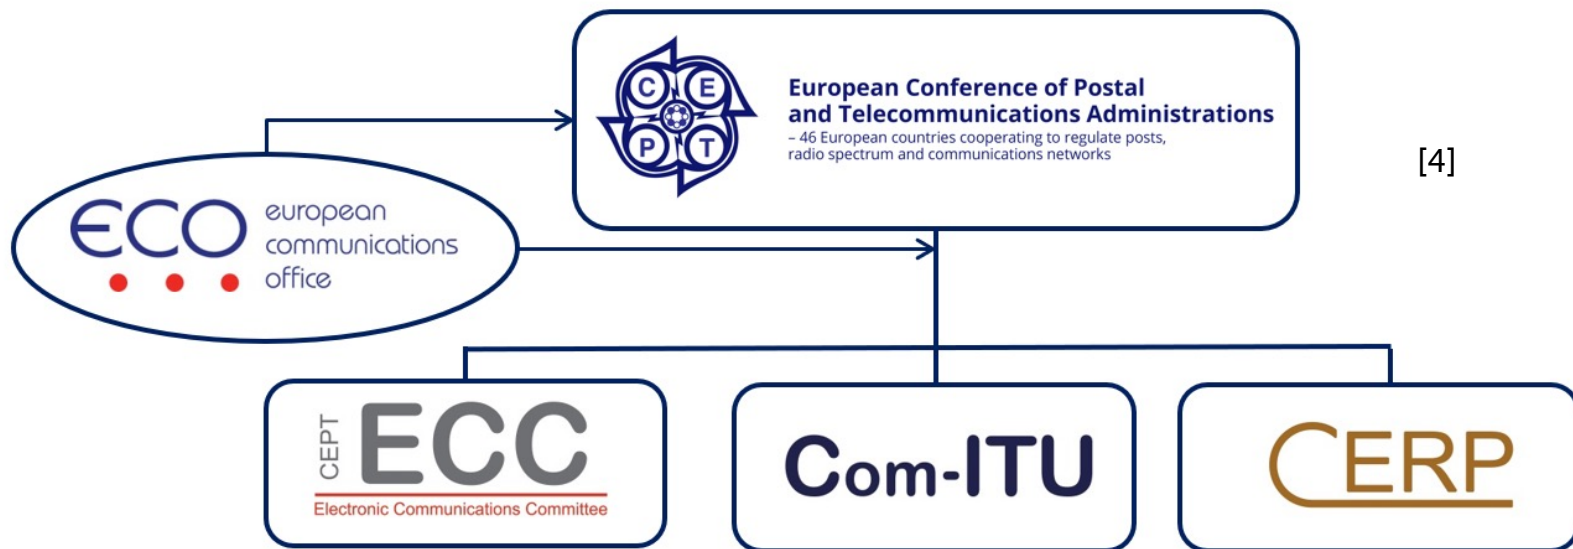 C E
P T
European Conference of Postal
and Telecommunications Administrations
– 46 European countries cooperating to regulate posts,
radio spectrum and communications networks
[4]
ECO
european
communications
office
CEPT
ECC
Electronic Communications Committee
Com-ITU
CERP